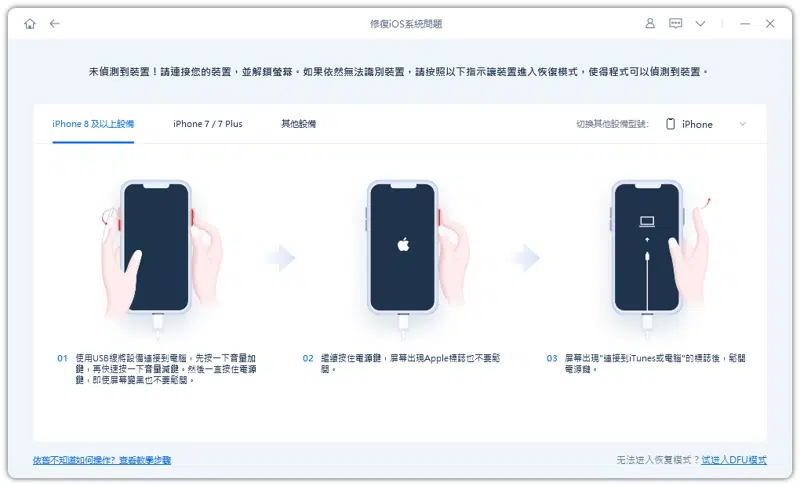 修復iOS系統問題
未偵測到裝置！請連接您的裝置，並解鎖螢幕。如果依然無法識別裝置，請按照以下指示讓裝置進入恢復模式，使得程式可以偵測到裝置。
iPhone 8 及以上設備 iPhone 7 / 7 Plus 其他設備 切換其他設備型號： iPhone
01 使用USB線將設備連接到電腦，先按一下音量加
鍵，再快速按一下音量減鍵。然後一直按住電源
鍵，即使屏幕變黑也不要鬆開。
02 繼續按住電源鍵，屏幕出現Apple標誌也不要鬆
開。
03 屏幕出現"連接到iTunes或電腦"的標誌後，鬆開
電源鍵。
依舊不知道如何操作？查看教學步驟 无法进入恢复模式？试进入DFU模式